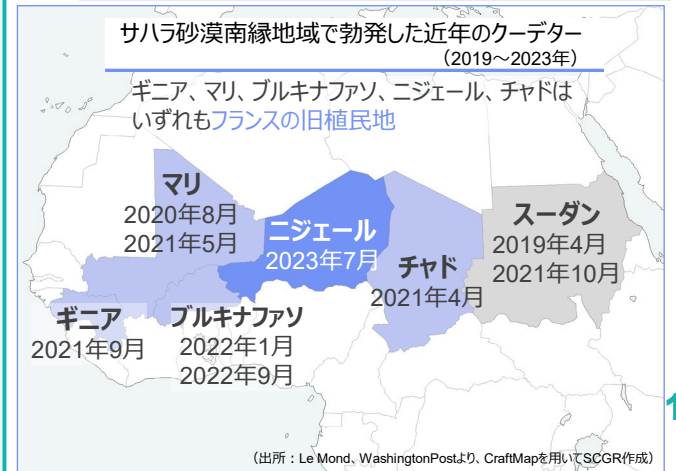 サハラ砂漠南縁地域で勃発した近年のクーデター
（2019～2023年）
ギニア、マリ、ブルキナファソ、ニジェール、チャドは
いずれもフランスの旧植民地
マリ
2020年8月
2021年5月
ニジェール
2023年7月
チャド
2021年4月
スーダン
2019年4月
2021年10月
ギニア
2021年9月
ブルキナファソ
2022年1月
2022年9月
1
（出所：Le Mond、WashingtonPostより、CraftMapを用いてSCGR作成）